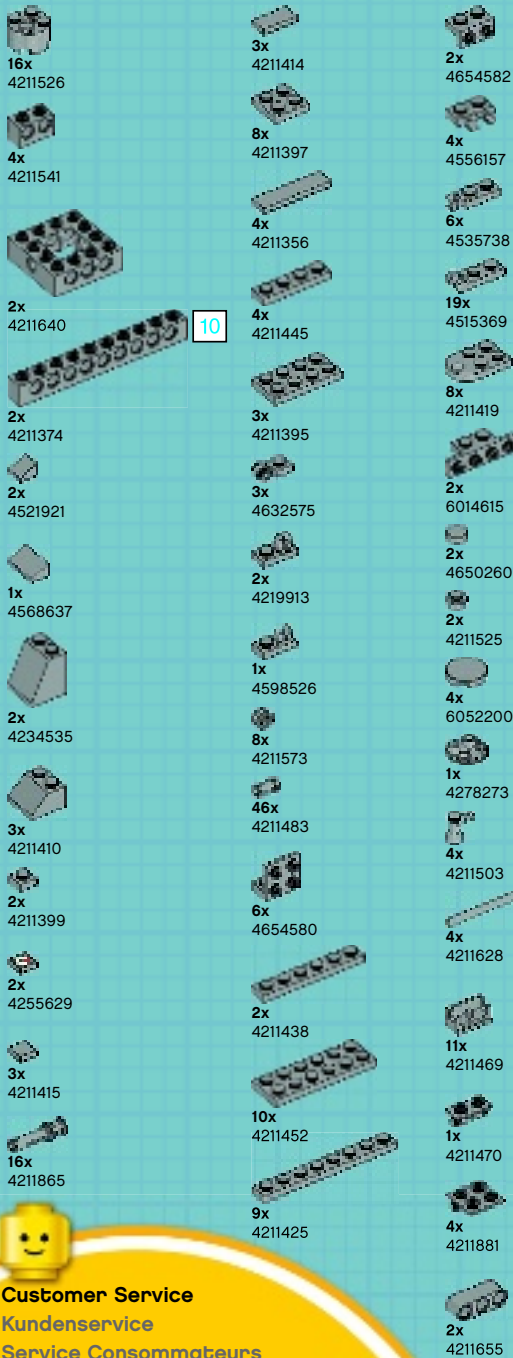 16x
4211526
4x
4211541
2x
4211640
10
2x
4211374
2x
4521921
1x
4568637
2x
4234535
3x
4211410
2x
4211399
2x
4255629
3x
4211415
16x
4211865
3x
4211414
8x
4211397
4x
4211356
4x
4211445
3x
4211395
3x
4632575
2x
4219913
1x
4598526
8x
4211573
46x
4211483
6x
4654580
2x
4211438
10x
4211452
9x
4211425
2x
4654582
4x
4556157
6x
4535738
19x
4515369
8x
4211419
2x
6014615
2x
4650260
2x
4211525
4x
6052200
1x
4278273
4x
4211503
4x
4211628
11x
4211469
1x
4211470
4x
4211881
2x
4211655
Customer Service
Kundenservice
Service Consommateurs